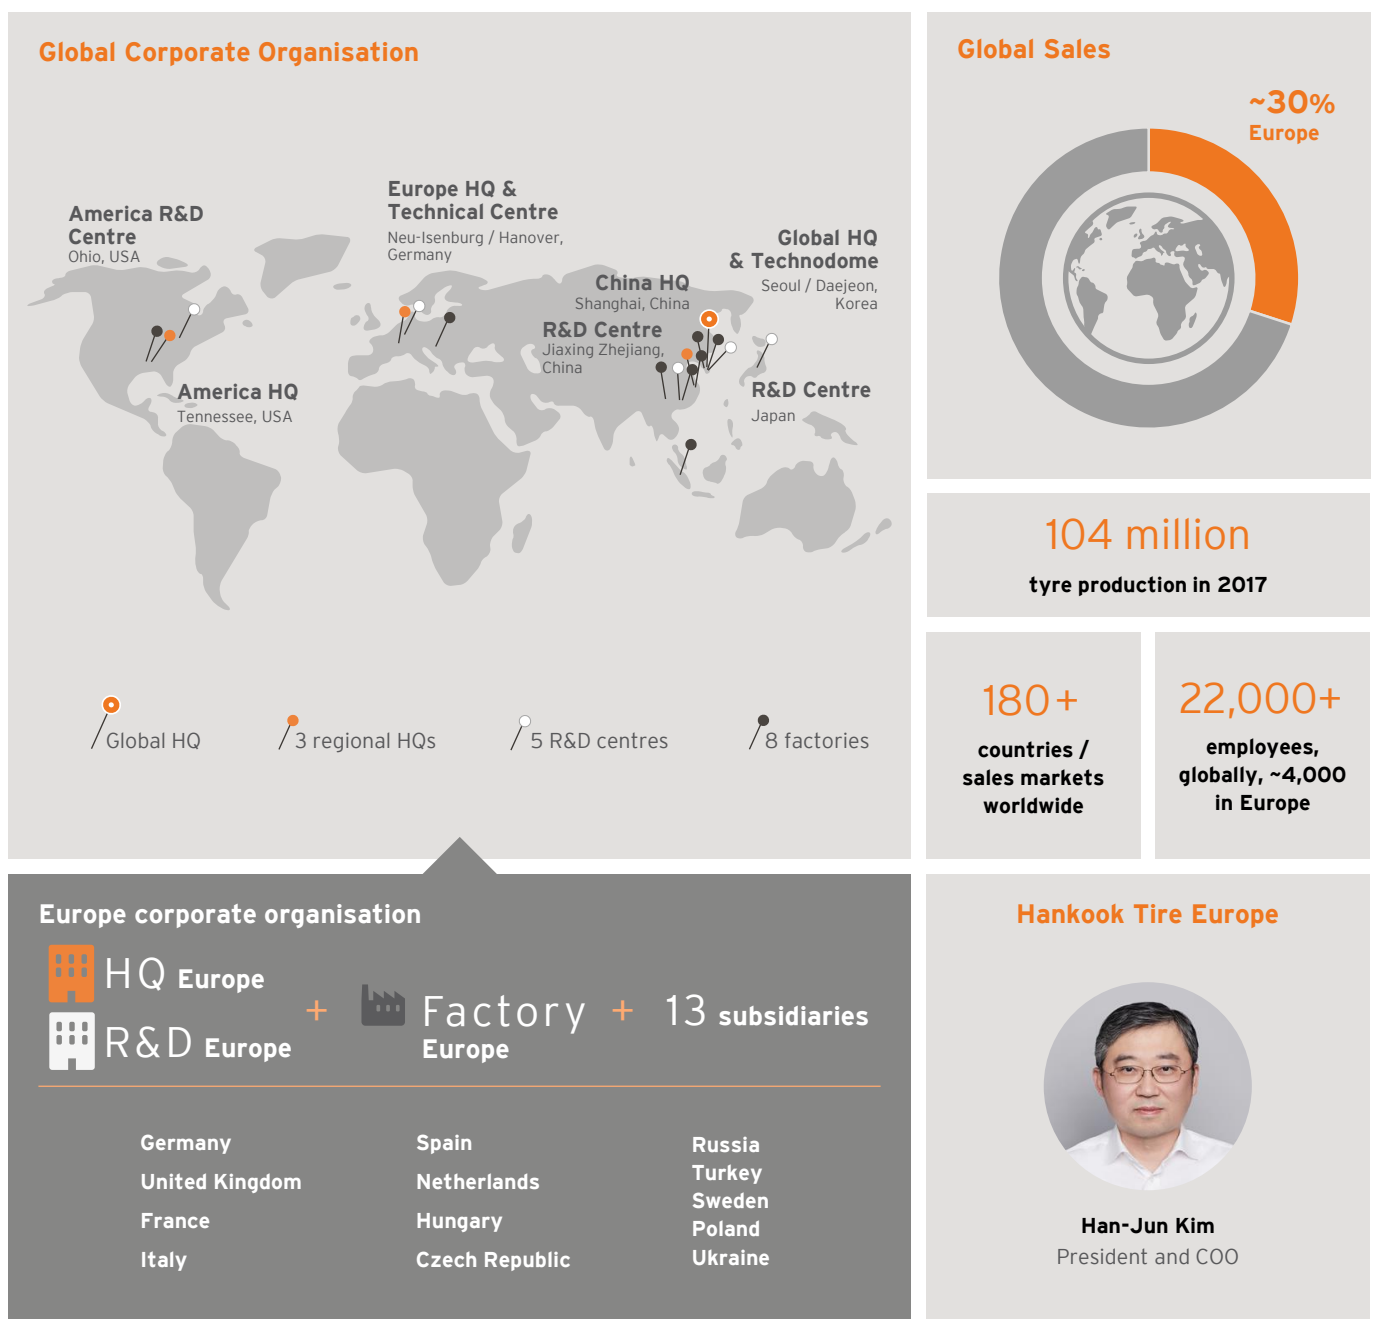 Global Corporate Organisation
America R&D
Centre
Ohio, USA
Europe HQ &
Technical Centre
Neu-Isenburg / Hanover,
Germany
Global HQ
& Technodome
Seoul / Daejeon,
Korea
China HQ
Shanghai, China
R&D Centre
Jiaxing Zhejiang,
China
America HQ
Tennessee, USA
R&D Centre
Japan
Global HQ
3 regional HQs
5 R&D centres
8 factories
Global Sales
~30%
Europe
104 million
tyre production in 2017
180+
countries /
sales markets
worldwide
22,000+
employees,
globally, ~4,000
in Europe
Europe corporate organisation
HQ Europe
R&D Europe
+
Factory
Europe
+
13 subsidiaries
Germany
United Kingdom
France
Italy
Spain
Netherlands
Hungary
Czech Republic
Russia
Turkey
Sweden
Poland
Ukraine
Hankook Tire Europe
Han-Jun Kim
President and COO